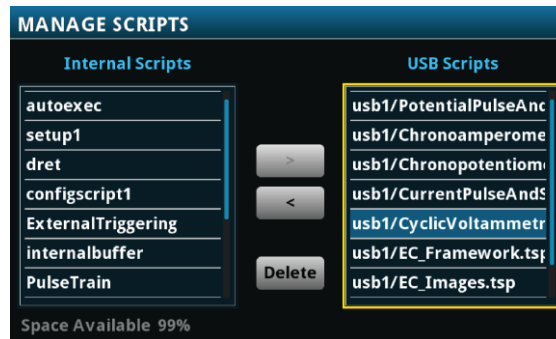 MANAGE SCRIPTS
Internal Scripts
autoexec
setup1
dret
configscript1
ExternalTriggering
internalbuffer
PulseTrain
>
<
Delete
USB Scripts
usb1/PotentialPulseAnd
usb1/Chronoamperome
usb1/Chronopotentiom
usb1/CurrentPulseAndS
usb1/CyclicVoltammetr
usb1/EC_Framework.tsp
usb1/EC_Images.tsp
Space Available 99%